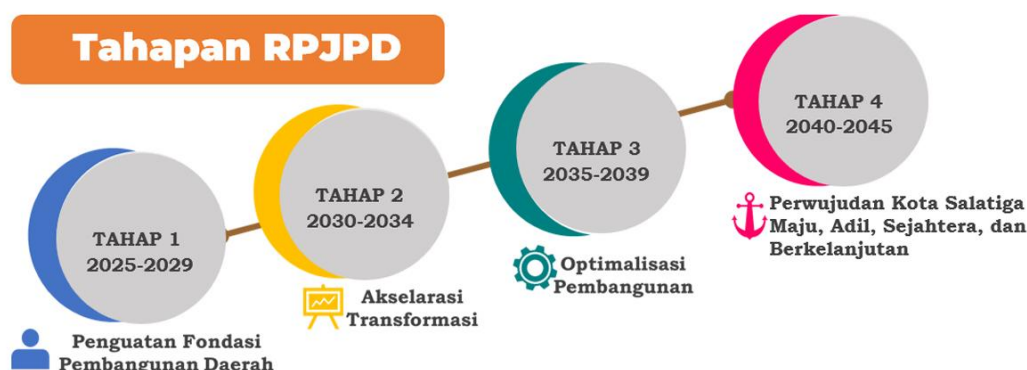 Tahapan RPJPD
TAHAP 1
2025-2029
Penguatan Fondasi
Pembangunan Daerah
TAHAP 2
2030-2034
Akselarasi
Transformasi
TAHAP 3
2035-2039
Optimalisasi
Pembangunan
TAHAP 4
2040-2045
Perwujudan Kota Salatiga
Maju, Adil, Sejahtera, dan
Berkelanjutan